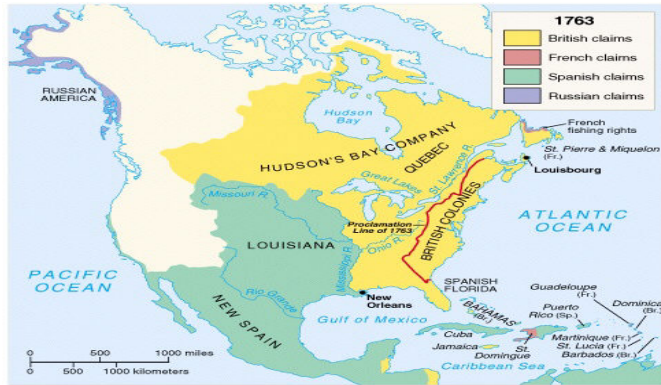 1763
British claims
French claims
Spanish claims
Russian claims
RUSSIAN
AMERICA
Hudson
Bay
French
fishing rights
St. Pierre & Miquelon
(Fr.)
Louisbourg
HUDSON'S BAY COMPANY
QUEBEC
St. Lawrence R.
Great Lakes
Missouri R.
Proclamation
Line of 1763
Ohio R.
BRITISH COLONIES
ATLANTIC
OCEAN
LOUISIANA
Mississippi R.
PACIFIC
OCEAN
Rio Grande
NEW SPAIN
New
Orleans
SPANISH
FLORIDA
Gulf of Mexico
BAHAMAS
(Br.)
Guadeloupe
(Fr.)
Dominica
(Br.)
Puerto
Rico (Sp.)
Cuba
Jamaica
St.
Domingue
Martinique (Fr.)
St. Lucia (Fr.)
Barbados (Br.)
Caribbean Sea
0 500 1000 miles
0 500 1000 kilometers